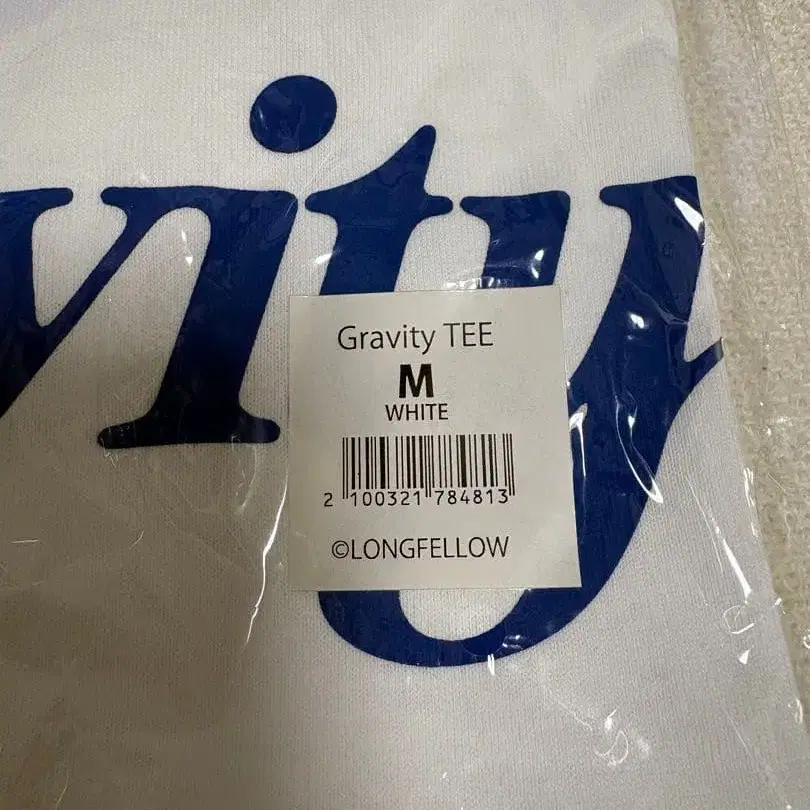 vity
Gravity TEE
M
WHITE
2 100321 784813
©LONGFELLOW